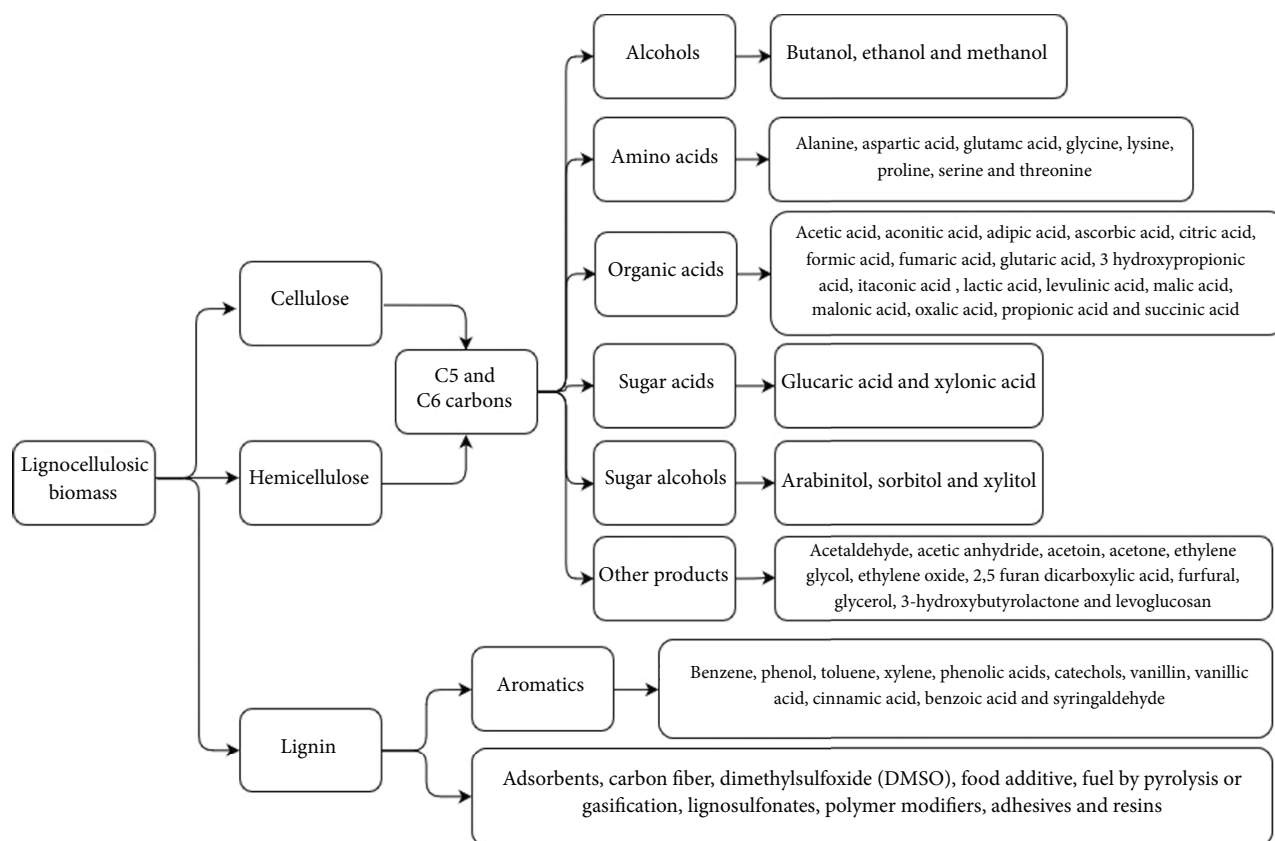 Alcohols
Butanol, ethanol and methanol
Amino acids
Alanine, aspartic acid, glutamc acid, glycine, lysine,
proline, serine and threonine
Organic acids
Acetic acid, aconitic acid, adipic acid, ascorbic acid, citric acid,
formic acid, fumaric acid, glutaric acid, 3 hydroxypropionic
acid, itaconic acid , lactic acid, levulinic acid, malic acid,
malonic acid, oxalic acid, propionic acid and succinic acid
Cellulose
C5 and
C6 carbons
Sugar acids
Glucaric acid and xylonic acid
Lignocellulosic
biomass
Hemicellulose
Sugar alcohols
Arabinitol, sorbitol and xylitol
Other products
Acetaldehyde, acetic anhydride, acetoin, acetone, ethylene
glycol, ethylene oxide, 2,5 furan dicarboxylic acid, furfural,
glycerol, 3-hydroxybutyrolactone and levoglucosan
Lignin
Aromatics
Benzene, phenol, toluene, xylene, phenolic acids, catechols, vanillin, vanillic
acid, cinnamic acid, benzoic acid and syringaldehyde
Adsorbents, carbon fiber, dimethylsulfoxide (DMSO), food additive, fuel by pyrolysis or
gasification, lignosulfonates, polymer modifiers, adhesives and resins